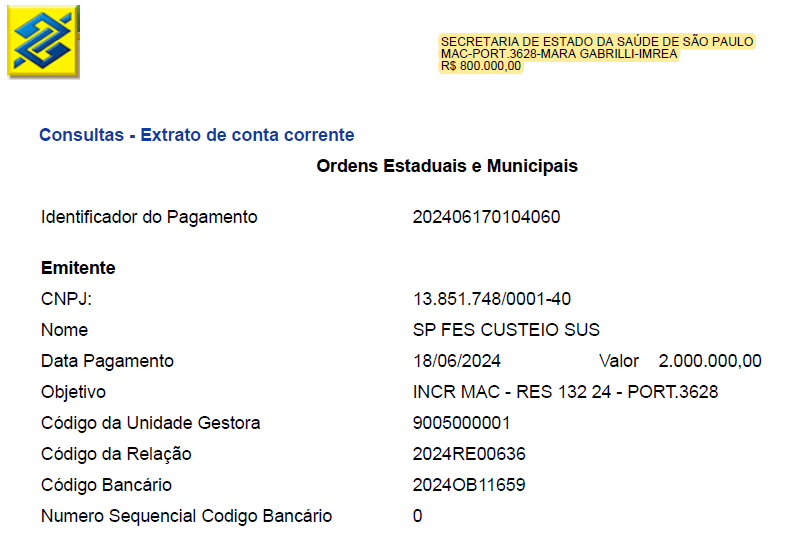 SECRETARIA DE ESTADO DA SAÚDE DE SÃO PAULO
MAC-PORT.3628-MARA GABRILLI-IMREA
R$ 800.000,00
Consultas - Extrato de conta corrente
Ordens Estaduais e Municipais
Identificador do Pagamento 202406170104060
Emitente
CNPJ: 13.851.748/0001-40
Nome SP FES CUSTEIO SUS
Data Pagamento 18/06/2024 Valor 2.000.000,00
Objetivo INCR MAC - RES 132 24 - PORT.3628
Código da Unidade Gestora 9005000001
Código da Relação 2024RE00636
Código Bancário 2024OB11659
Numero Sequencial Codigo Bancário 0